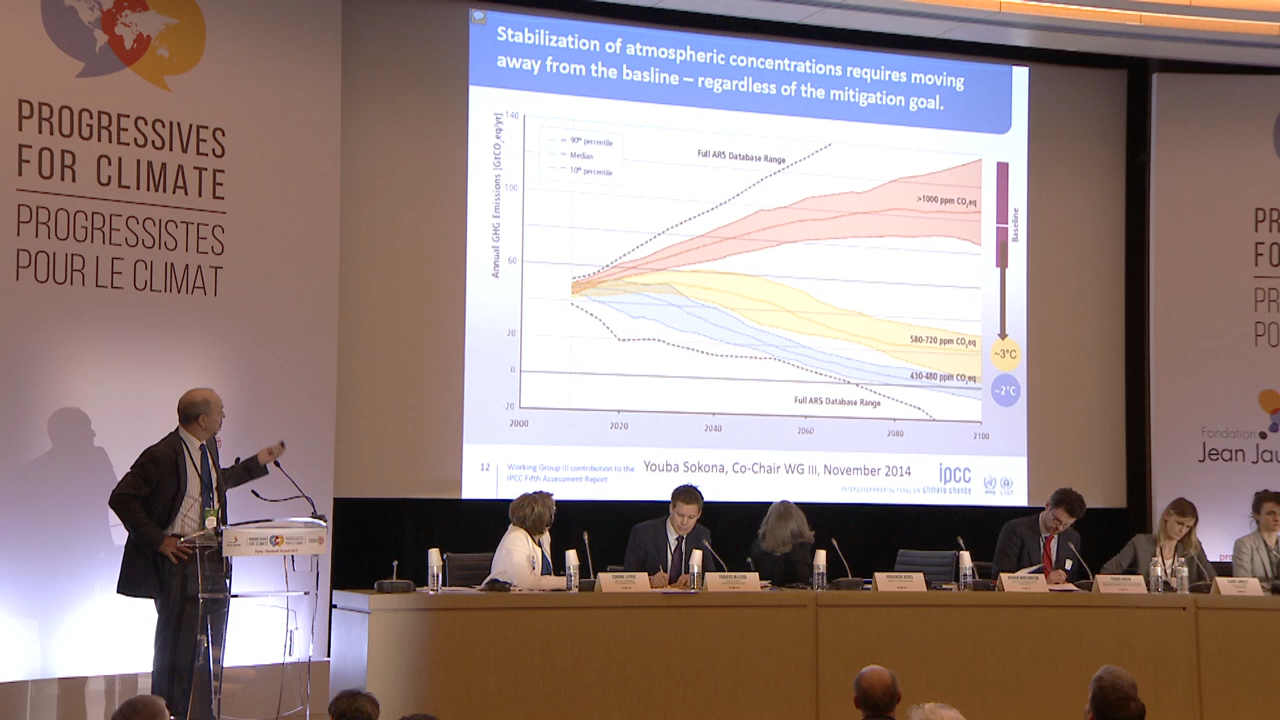 PROGRESSIVES
FOR CLIMATE
PROGRESSISTES
POUR LE CLIMAT
Stabilization of atmospheric concentrations requires moving
away from the basline – regardless of the mitigation goal.
Annual GHG Emissions [GtCO₂eq/yr]
140
100
60
20
0
20
90th percentile
Median
10th percentile
Full AR5 Database Range
>1000 ppm CO₂eq
580-720 ppm CO₂eq
430-480 ppm CO₂eq
Full AR5 Database Range
Baseline
~3°C
~2°C
2000
2020
2040
2060
2080
2100
12
Working Group III contribution to the
IPCC Fifth Assessment Report
Youba Sokona, Co-Chair WG III, November 2014
ipcc
INTERGOVERNMENTAL PANEL ON climate change
PR
FO
PR
PO
Fondation
Jean Jau
PROGRESSIVES
FOR CLIMATE